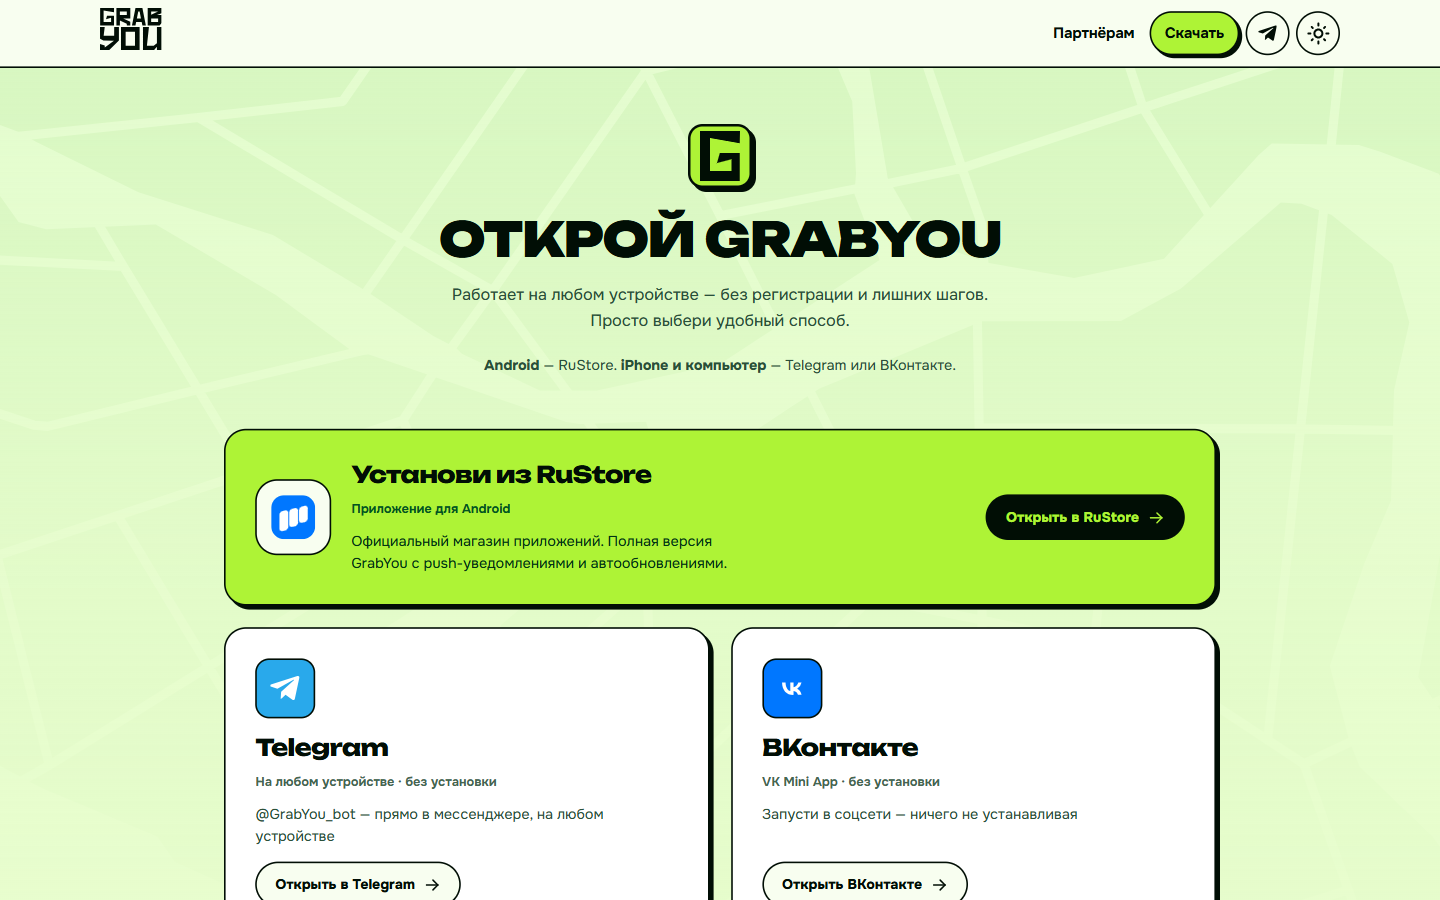 GRAB
YOU
Партнёрам
Скачать
G
ОТКРОЙ GRABYOU
Работает на любом устройстве — без регистрации и лишних шагов.
Просто выбери удобный способ.
Android — RuStore. iPhone и компьютер — Telegram или ВКонтакте.
Установи из RuStore
Приложение для Android
Официальный магазин приложений. Полная версия
GrabYou с push-уведомлениями и автообновлениями.
Открыть в RuStore →
Telegram
На любом устройстве · без установки
@GrabYou_bot — прямо в мессенджере, на любом
устройстве
Открыть в Telegram →
VK
ВКонтакте
VK Mini App · без установки
Запусти в соцсети — ничего не устанавливая
Открыть ВКонтакте →